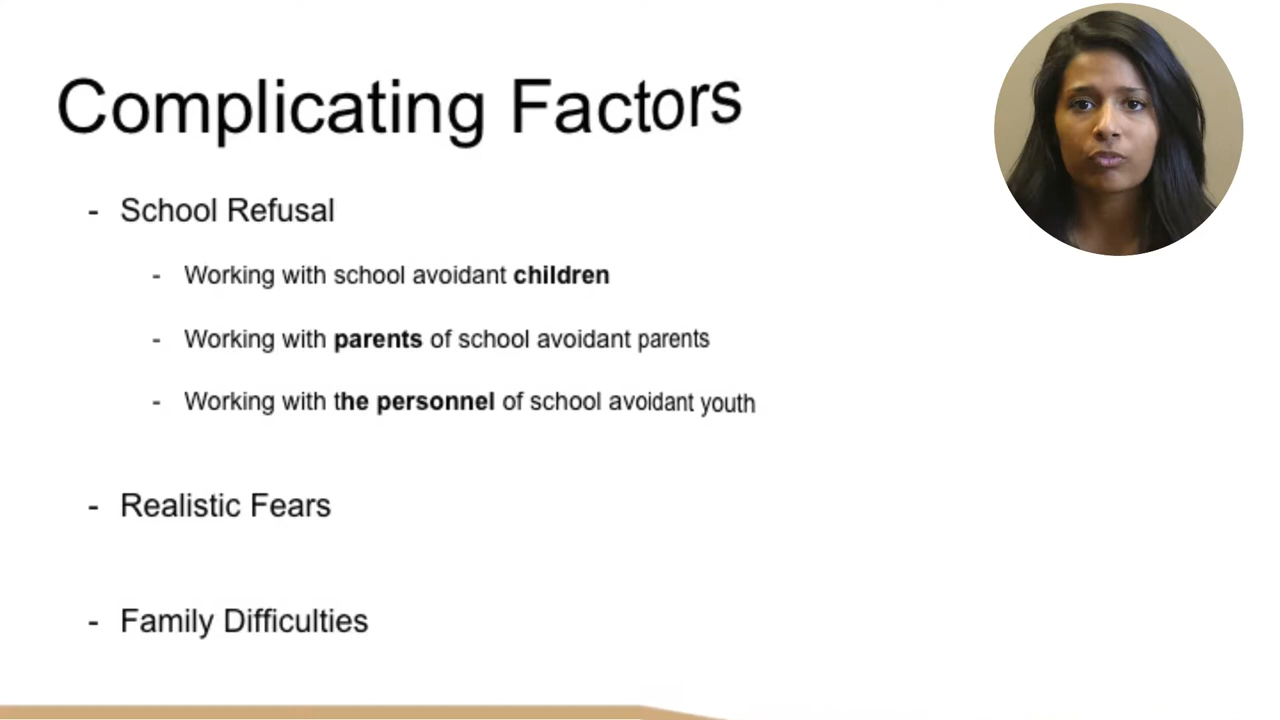 Complicating Factors
- School Refusal
- Working with school avoidant children
- Working with parents of school avoidant parents
- Working with the personnel of school avoidant youth
- Realistic Fears
- Family Difficulties